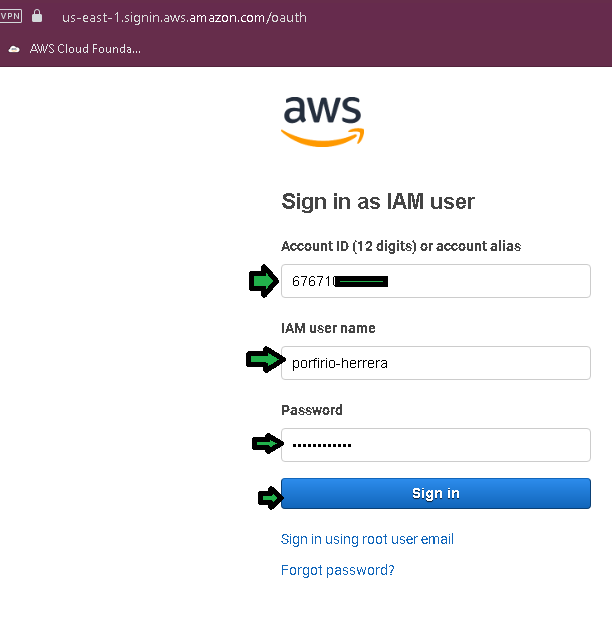 VPN us-east-1.signin.aws.amazon.com/oauth
AWS Cloud Founda...
aws
Sign in as IAM user
Account ID (12 digits) or account alias
67671
IAM user name
porfirio-herrera
Password
••••••••••••
Sign in
Sign in using root user email
Forgot password?